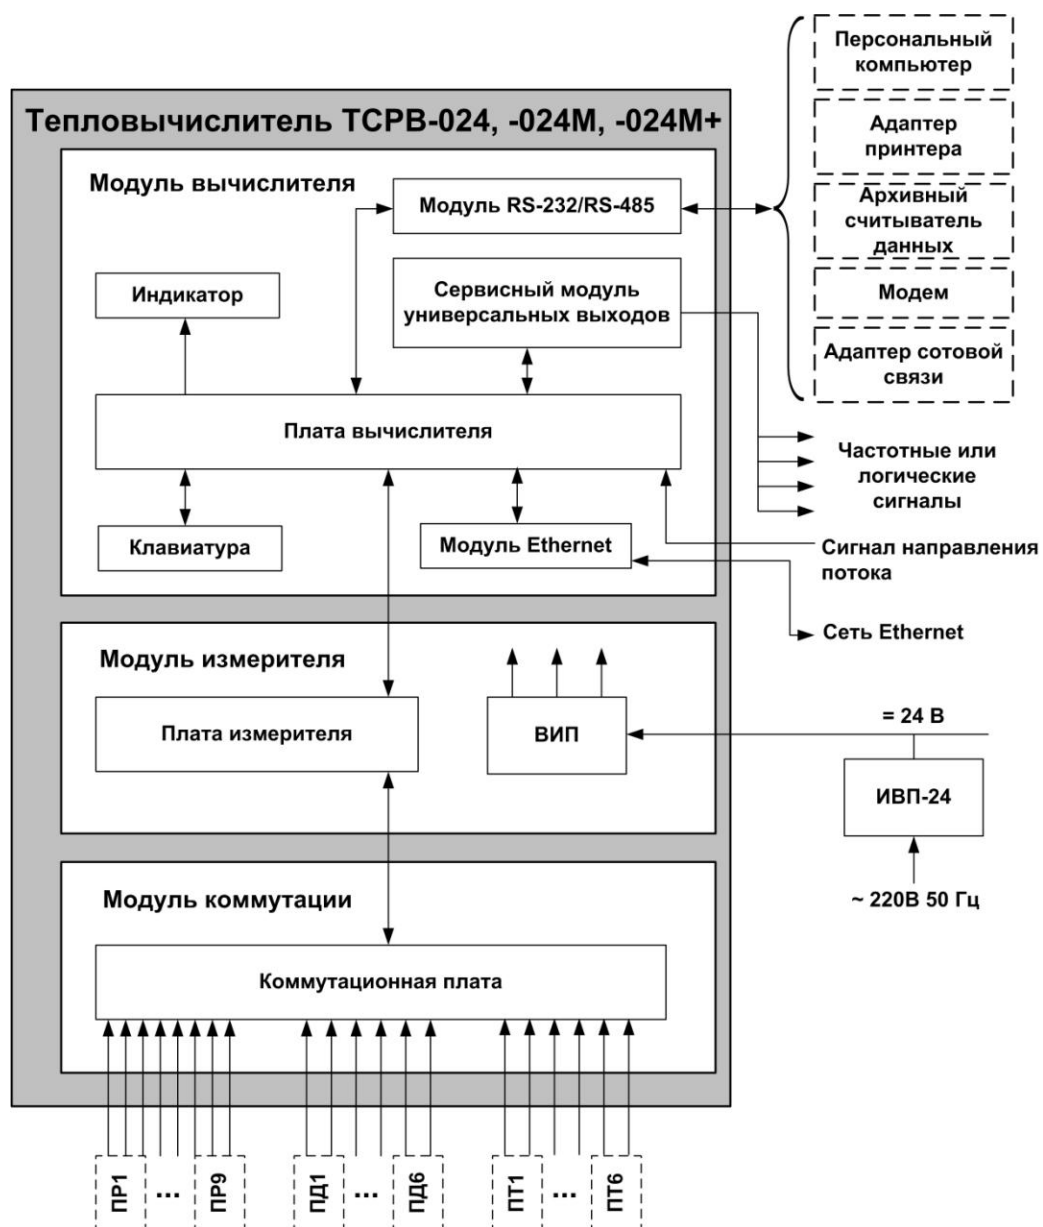 Персональный
компьютер
Тепловычислитель ТСРВ-024, -024М, -024М+
Адаптер
принтера
Модуль вычислителя
Модуль RS-232/RS-485
Архивный
считыватель
данных
Индикатор
Сервисный модуль
универсальных выходов
Модем
Адаптер сотовой
связи
Плата вычислителя
Частотные или
логические
сигналы
Клавиатура
Модуль Ethernet
Сигнал направления
потока
Сеть Ethernet
Модуль измерителя
Плата измерителя
ВИП
= 24 В
ИВП-24
~ 220В 50 Гц
Модуль коммутации
Коммутационная плата
ПР1
...
ПР9
ПД1
...
ПД6
ПТ1
...
ПТ6